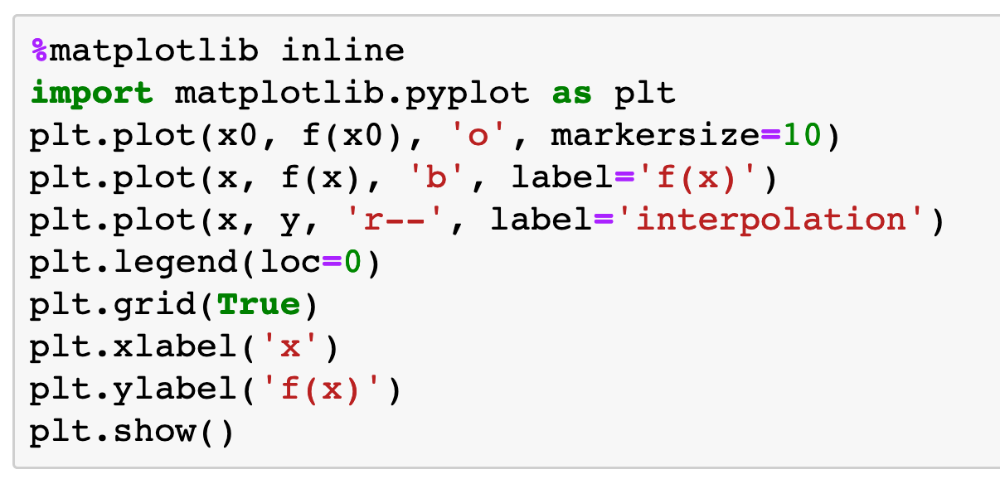 %matplotlib inline
import matplotlib.pyplot as plt
plt.plot(x0, f(x0), 'o', markersize=10)
plt.plot(x, f(x), 'b', label='f(x)')
plt.plot(x, y, 'r--', label='interpolation')
plt.legend(loc=0)
plt.grid(True)
plt.xlabel('x')
plt.ylabel('f(x)')
plt.show()